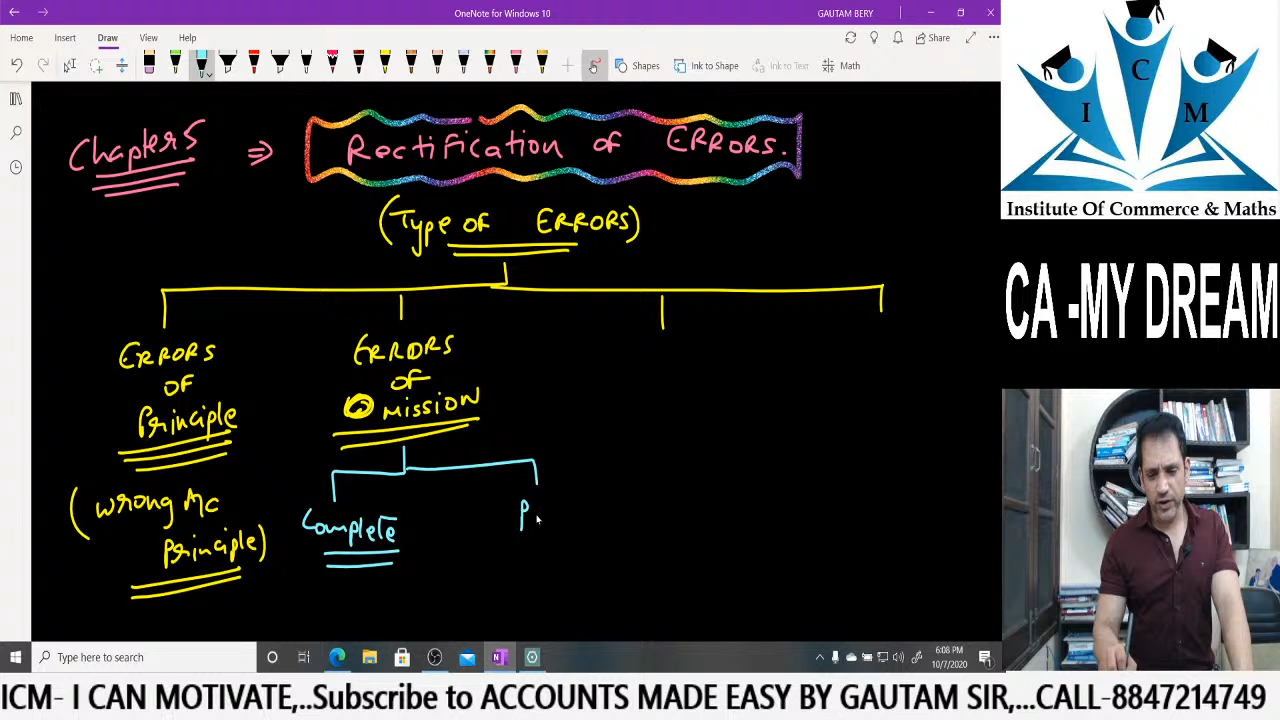 OneNote for Windows 10
GAUTAM BERY
Home
Insert
Draw
View
Help
Share
Shapes
Ink to Shape
Ink to Text
Math
Chapter 5 ⇒ Rectification of ERRORS.
(Type OF ERRORS)
ERRORS
OF
Principle
(wrong Ac
principle)
ERRORS
OF
OMISSION
Complete
P
I
C
M
Institute Of Commerce & Maths
CA -MY DREAM
Type here to search
6:08 PM
10/7/2020
ICM- I CAN MOTIVATE,..Subscribe to ACCOUNTS MADE EASY BY GAUTAM SIR,...CALL-8847214749